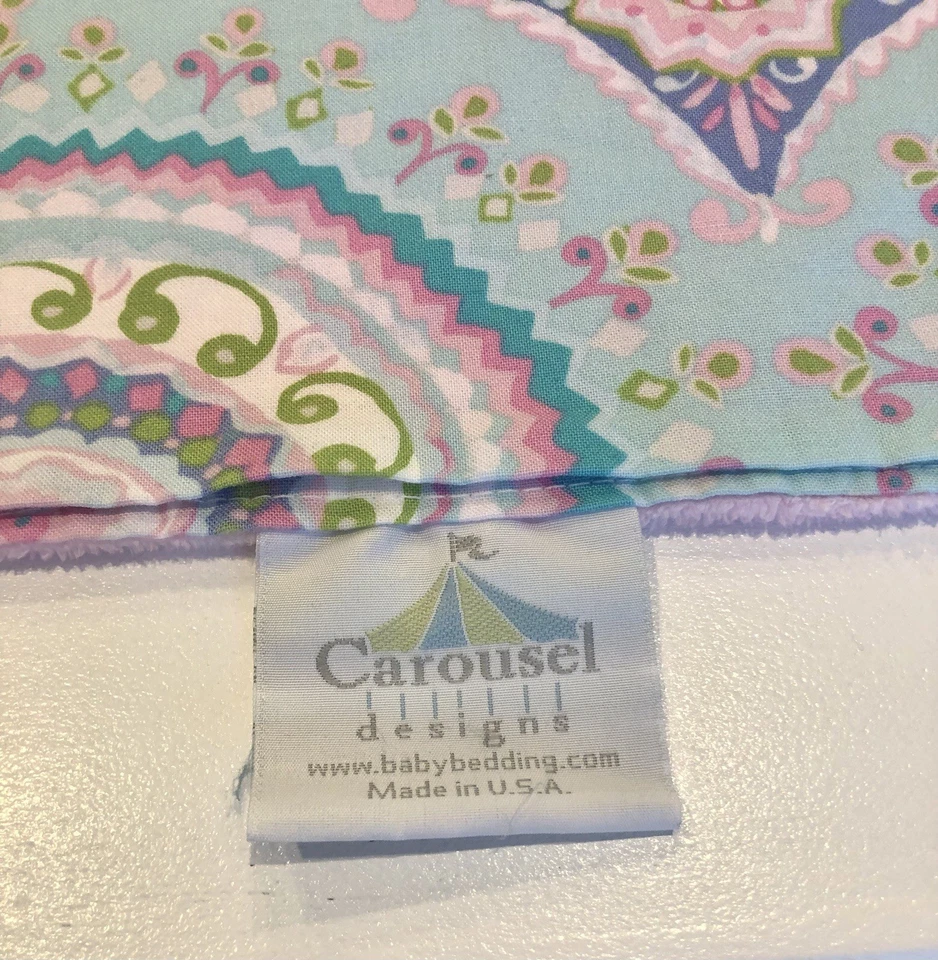 Carousel
designs
www.babybedding.com
Made in U.S.A.